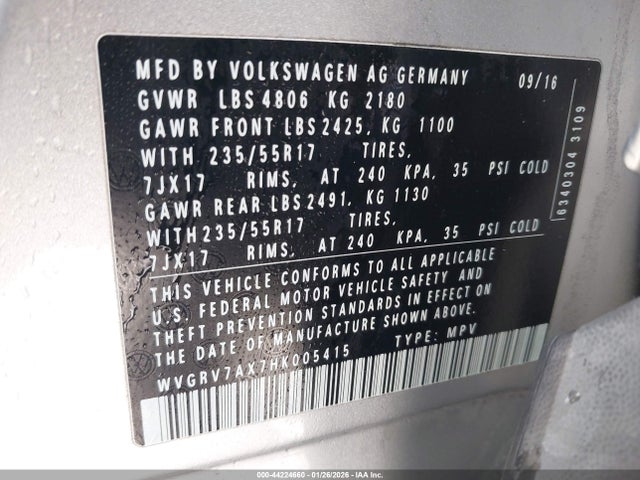 MFD BY VOLKSWAGEN AG GERMANY 09/16
GVWR LBS 4806 KG 2180
GAWR FRONT LBS 2425, KG 1100
WITH 235/55R17 TIRES,
7JX17 RIMS, AT 240 KPA, 35 PSI COLD
GAWR REAR LBS 2491, KG 1130
WITH 235/55R17 TIRES,
7JX17 RIMS, AT 240 KPA, 35 PSI COLD
THIS VEHICLE CONFORMS TO ALL APPLICABLE
U.S. FEDERAL MOTOR VEHICLE SAFETY AND
THEFT PREVENTION STANDARDS IN EFFECT ON
THE DATE OF MANUFACTURE SHOWN ABOVE.
WVGRV7AX7HK005415 TYPE: MPV
6340304 3109
000-44224660 - 01/26/2026 - IAAI.COM